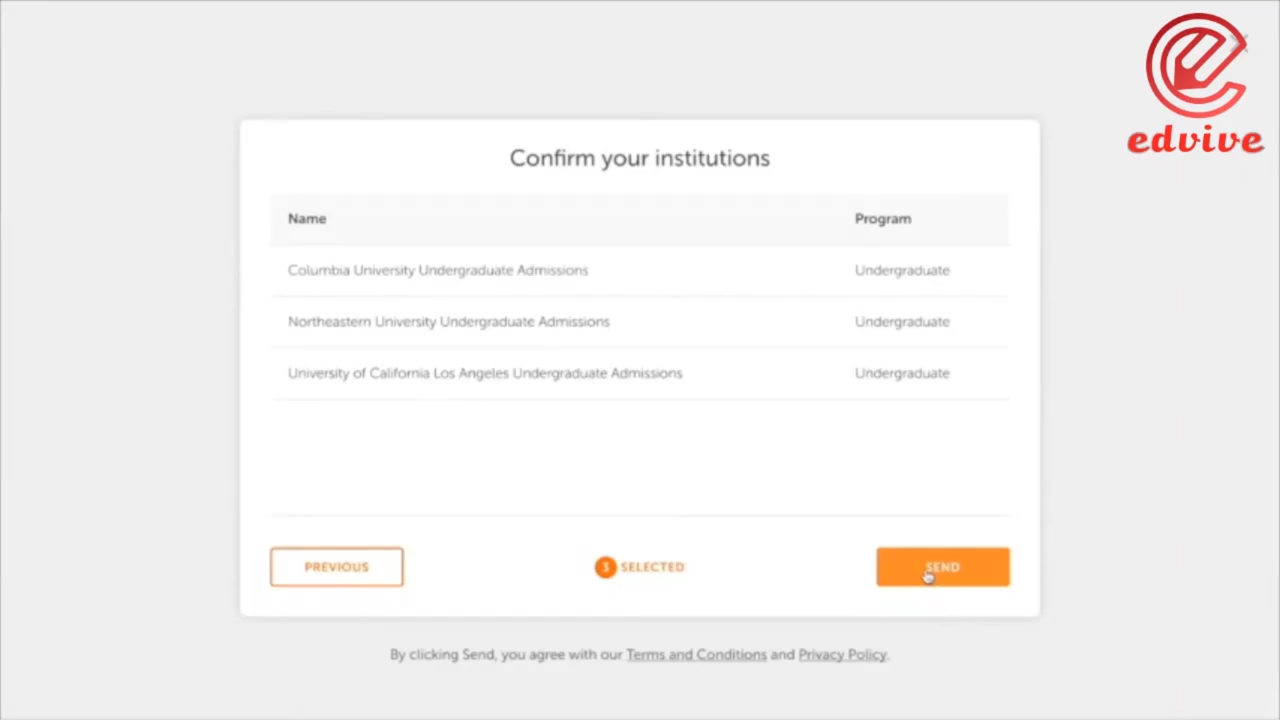 edvive
Confirm your institutions
Name Program
Columbia University Undergraduate Admissions Undergraduate
Northeastern University Undergraduate Admissions Undergraduate
University of California Los Angeles Undergraduate Admissions Undergraduate
PREVIOUS 3 SELECTED SEND
By clicking Send, you agree with our Terms and Conditions and Privacy Policy.